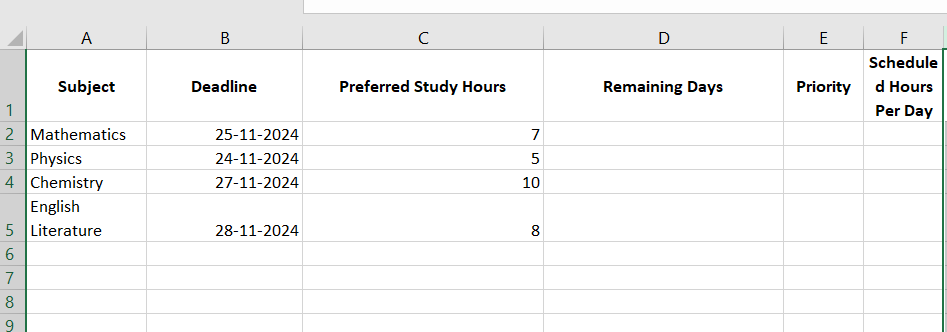 A B C D E F
Schedule
Subject Deadline Preferred Study Hours Remaining Days Priority d Hours
1 Per Day
2 Mathematics 25-11-2024 7
3 Physics 24-11-2024 5
4 Chemistry 27-11-2024 10
English
5 Literature 28-11-2024 8
6
7
8
9